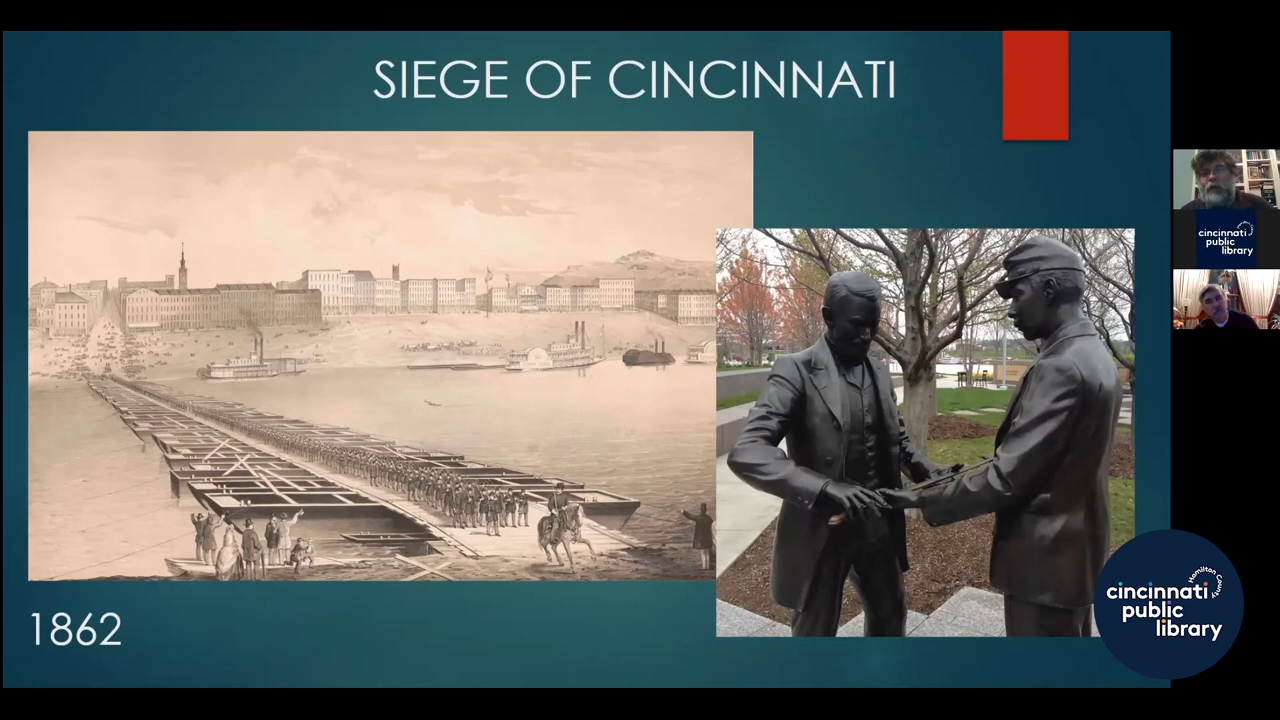 SIEGE OF CINCINNATI
1862
cincinnati
public
library
Hamilton County
cincinnati
public
library